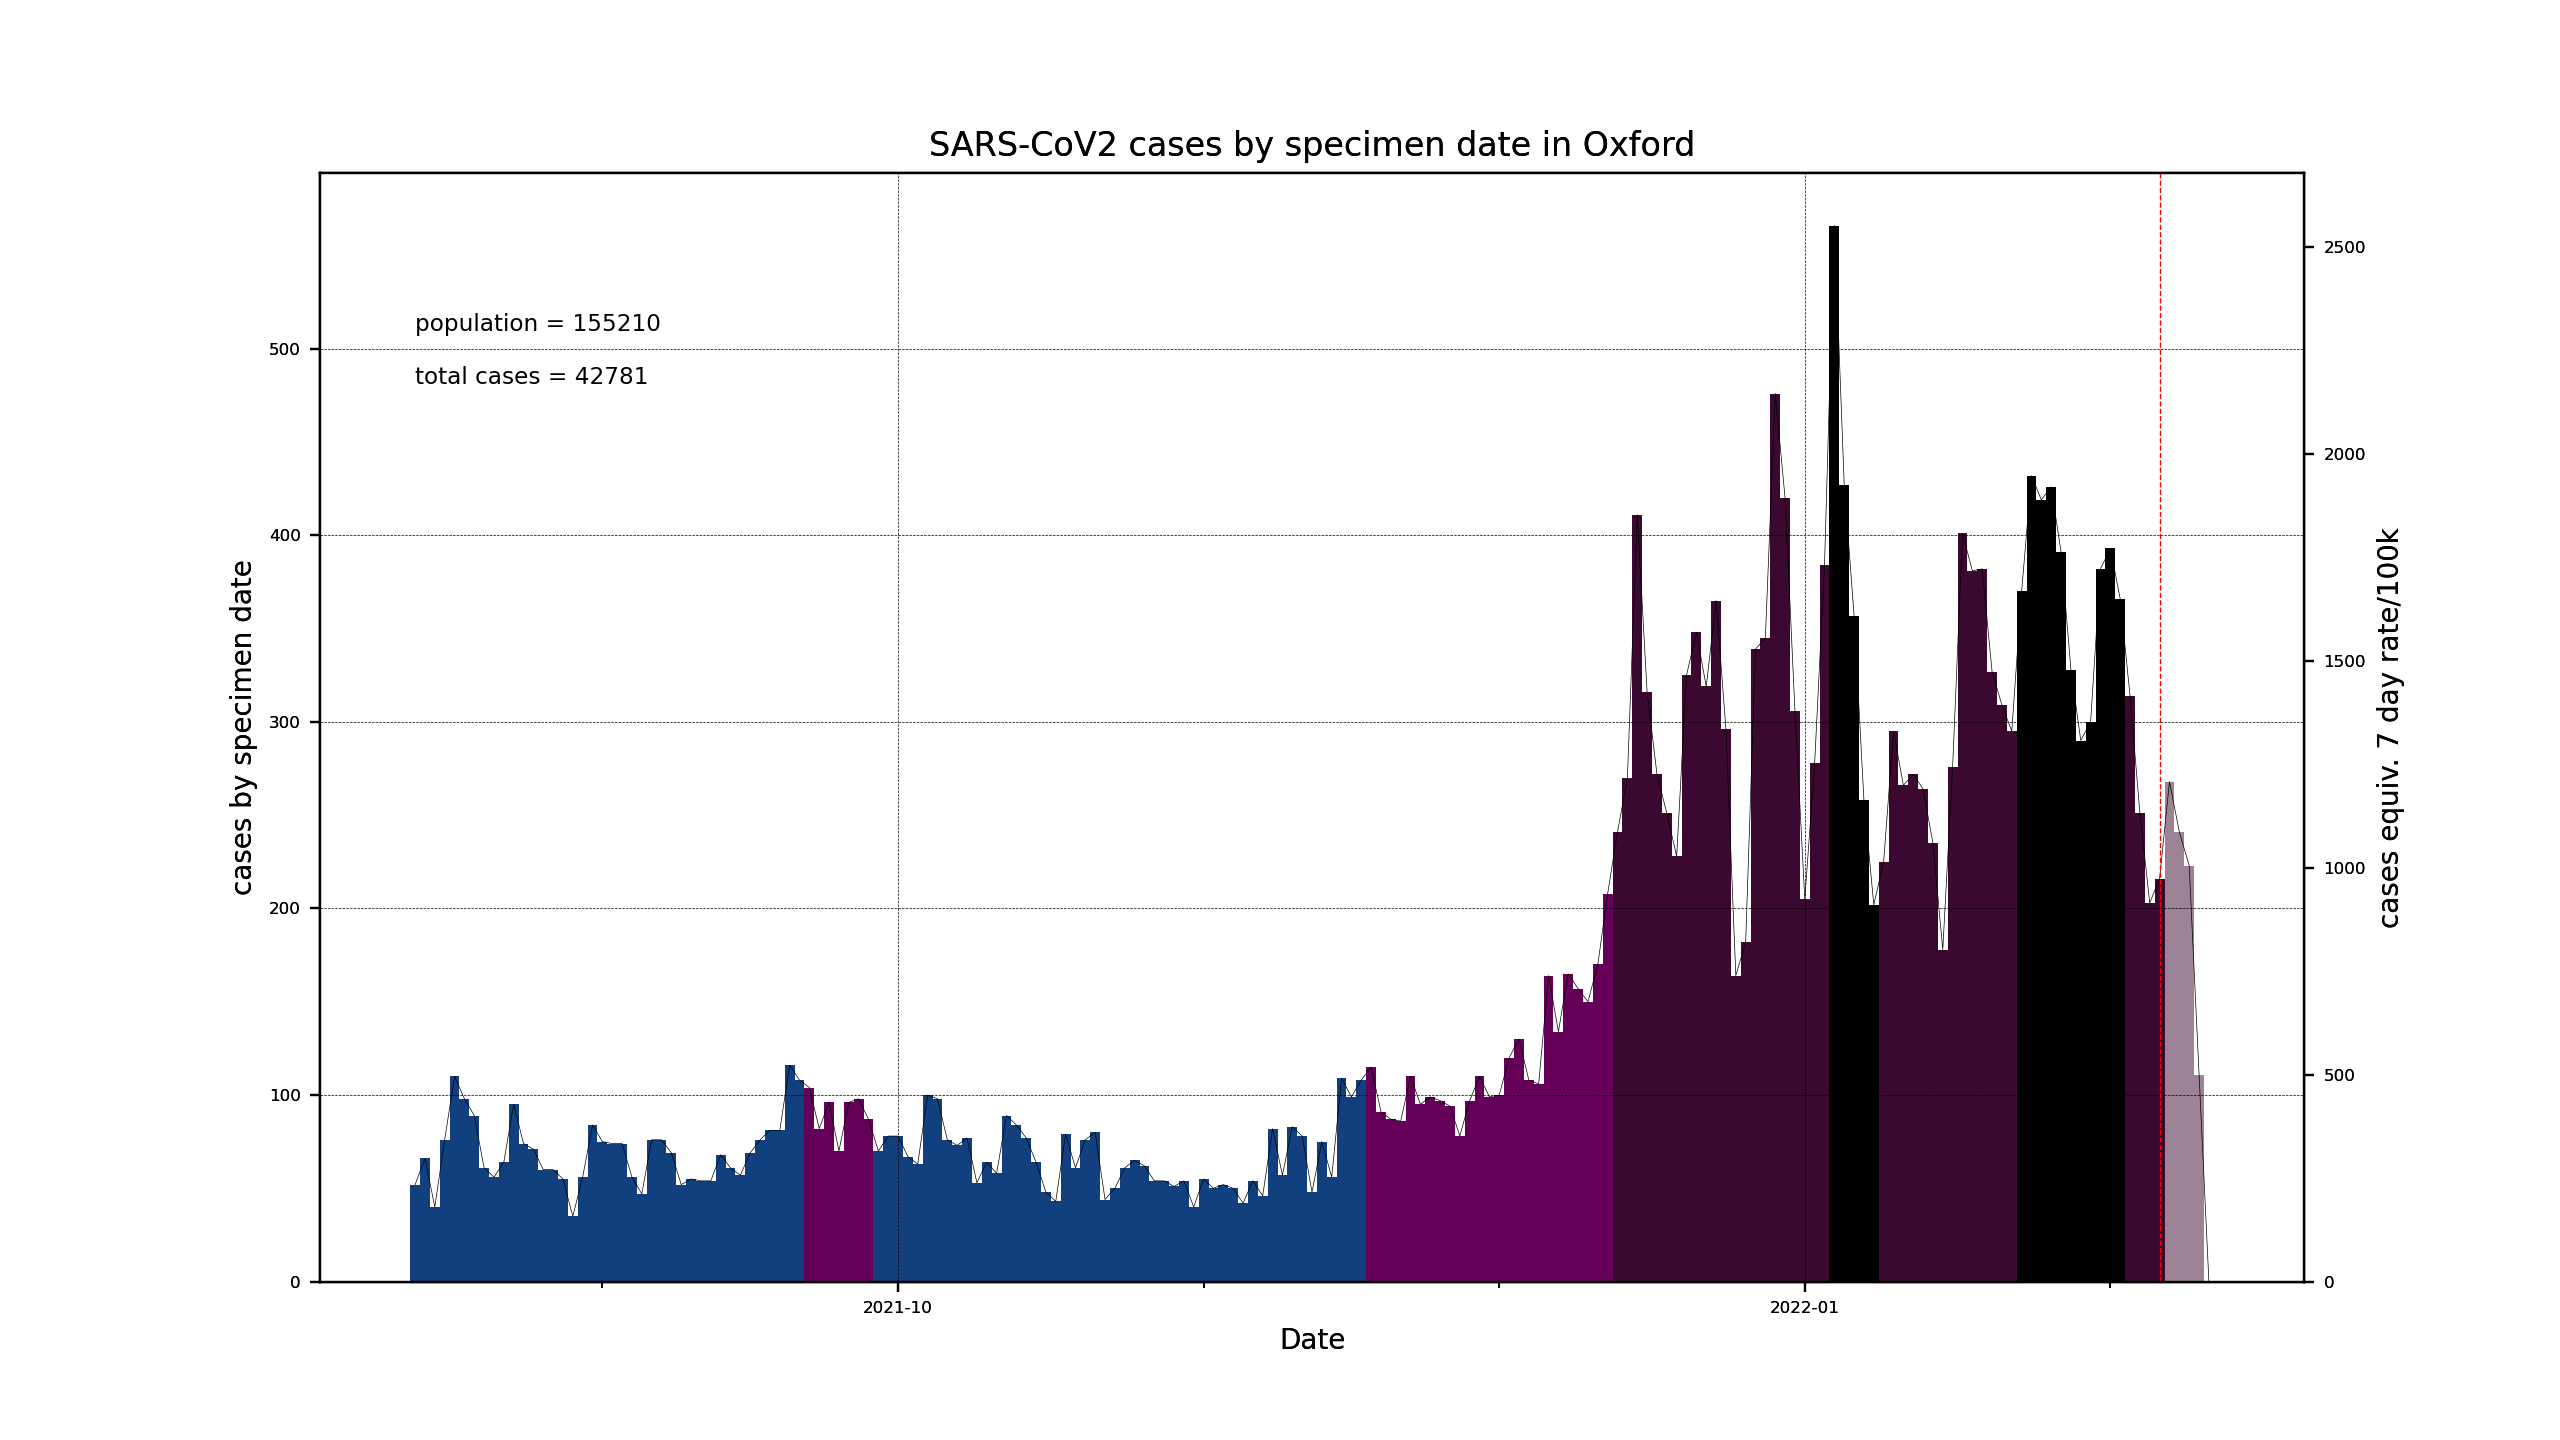 SARS-CoV2 cases by specimen date in Oxford
population = 155210
total cases = 42781
cases by specimen date
500
400
300
200
100
0
2500
2000
1500
1000
500
0
cases equiv. 7 day rate/100k
2021-10
2022-01
Date